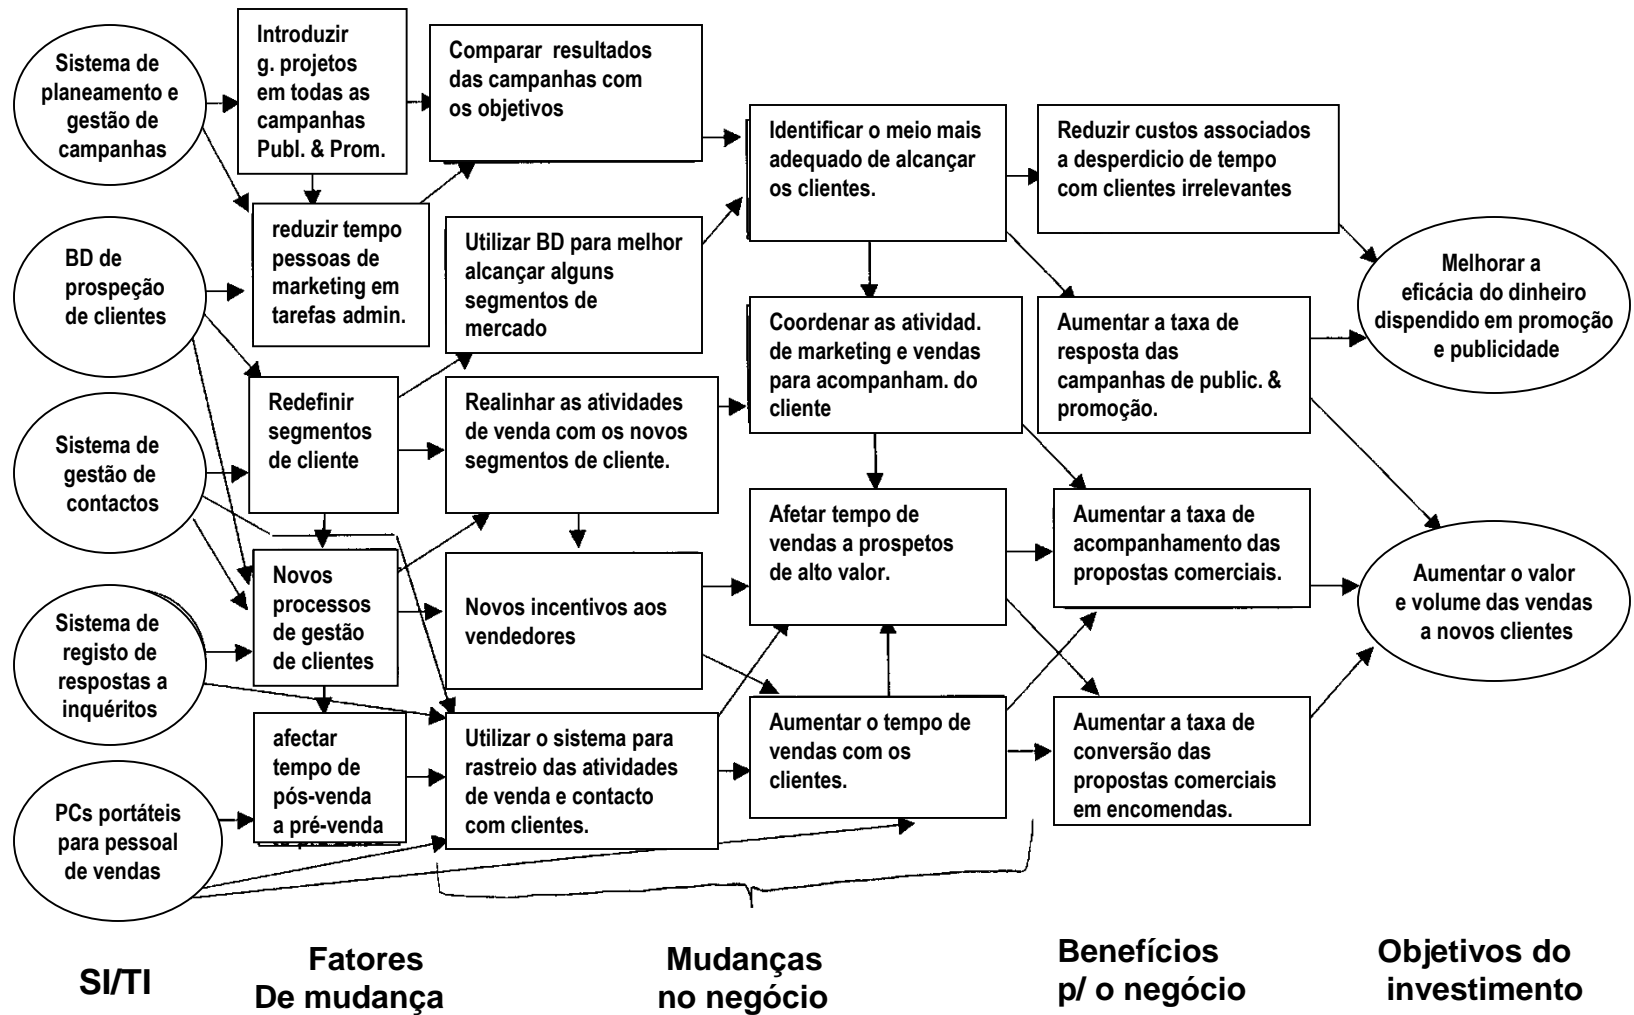 Sistema de
planeamento e
gestão de
campanhas
BD de
prospeção
de clientes
Sistema de
gestão de
contactos
Sistema de
registo de
respostas a
inquéritos
PCs portáteis
para pessoal
de vendas
Introduzir
g. projetos
em todas as
campanhas
Publ. & Prom.
reduzir tempo
pessoas de
marketing em
tarefas admin.
Redefinir
segmentos
de cliente
Novos
processos
de gestão
de clientes
afectar
tempo de
pós-venda
a pré-venda
Comparar resultados
das campanhas com
os objetivos
Utilizar BD para melhor
alcançar alguns
segmentos de
mercado
Realinhar as atividades
de venda com os novos
segmentos de cliente.
Novos incentivos aos
vendedores
Utilizar o sistema para
rastreio das atividades
de venda e contacto
com clientes.
Identificar o meio mais
adequado de alcançar
os clientes.
Coordenar as atividad.
de marketing e vendas
para acompanham. do
cliente
Afetar tempo de
vendas a prospetos
de alto valor.
Aumentar o tempo de
vendas com os
clientes.
Reduzir custos associados
a desperdicio de tempo
com clientes irrelevantes
Aumentar a taxa de
resposta das
campanhas de public. &
promoção.
Aumentar a taxa de
acompanhamento das
propostas comerciais.
Aumentar a taxa de
conversão das
propostas comerciais
em encomendas.
Melhorar a
eficácia do dinheiro
dispendido em promoção
e publicidade
Aumentar o valor
e volume das vendas
a novos clientes
SI/TI
Fatores
De mudança
Mudanças
no negócio
Benefícios
p/ o negócio
Objetivos do
investimento